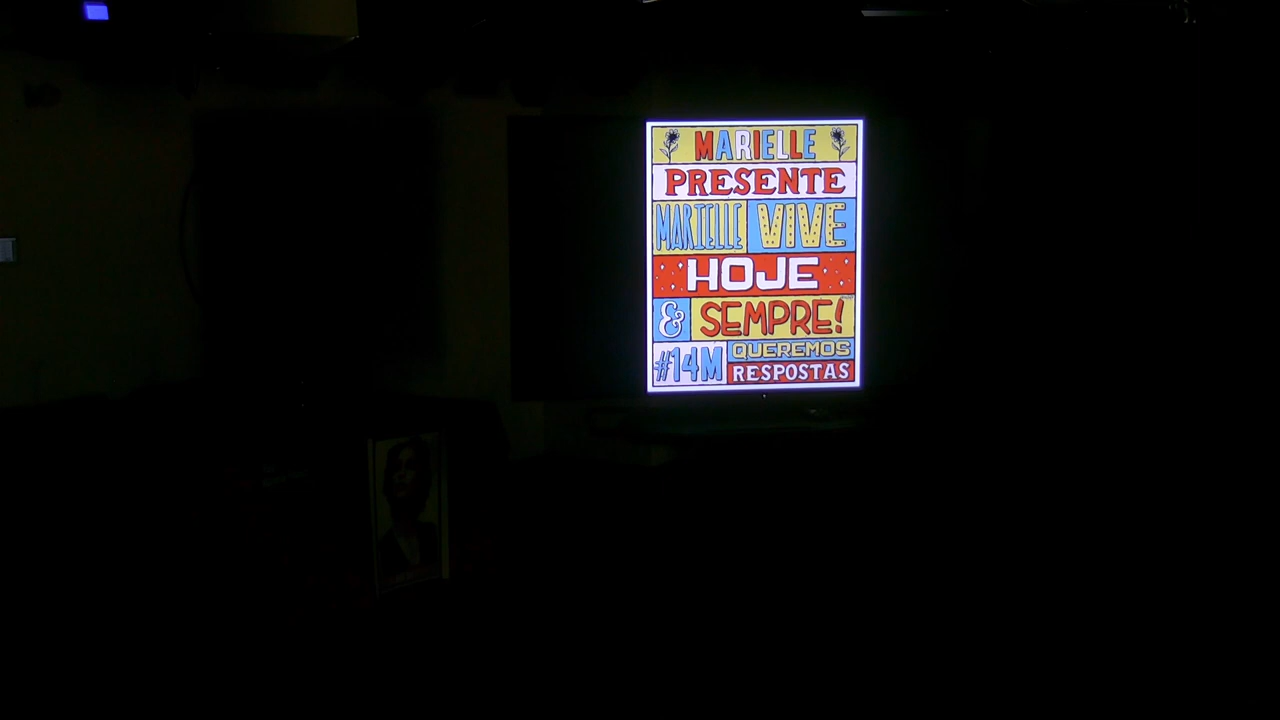 MARIELLE
PRESENTE
MARIELLE VIVE
HOJE
& SEMPRE!
#14M QUEREMOS
RESPOSTAS